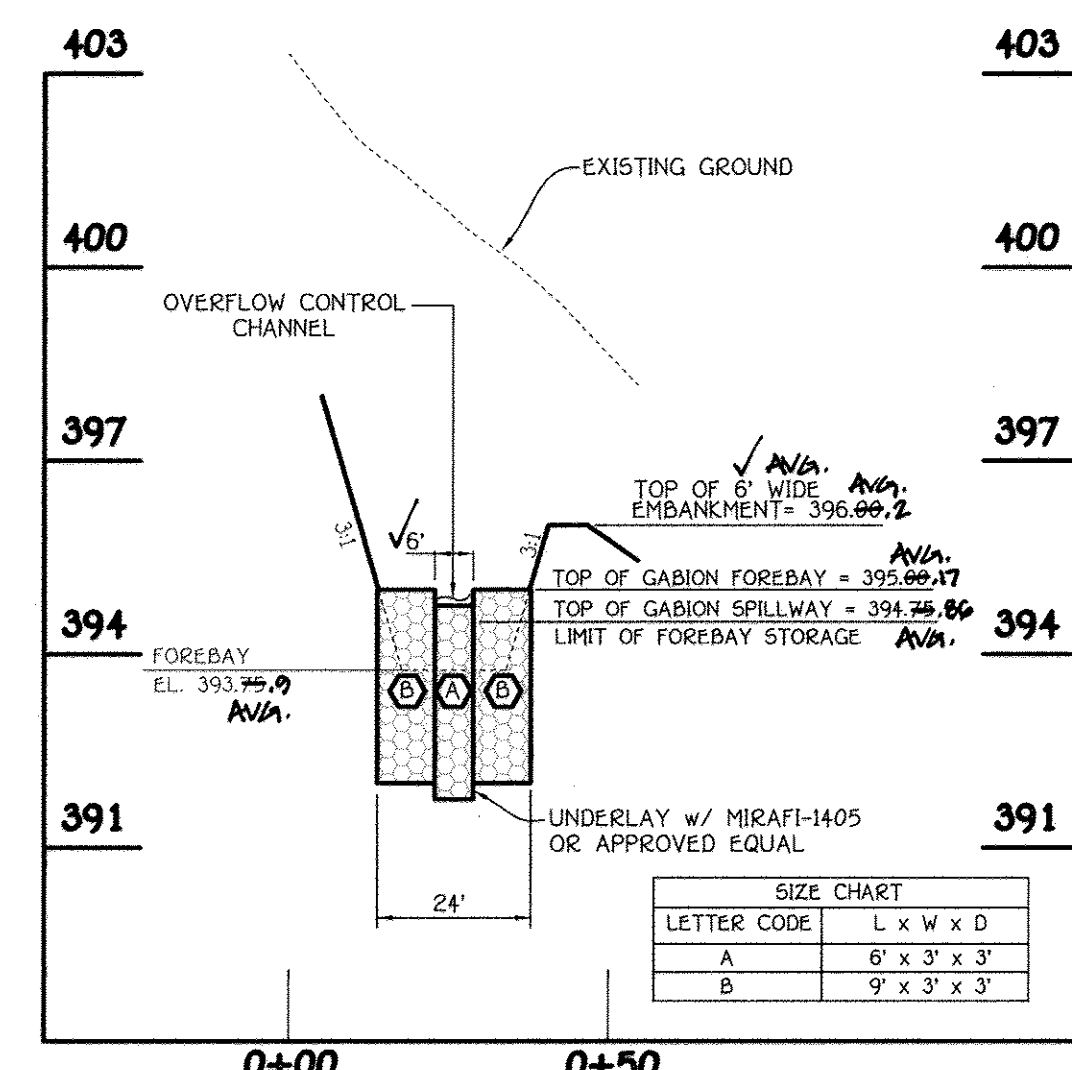 403 403
EXISTING GROUND
400 400
OVERFLOW CONTROL
CHANNEL
397 397
✓ AVG.
TOP OF 6' WIDE AVG.
EMBANKMENT= 396.00.2
3:1
✓ 6'
3:1
AVG.
TOP OF GABION FOREBAY = 395.00.17
TOP OF GABION SPILLWAY = 394.75.86
394 LIMIT OF FOREBAY STORAGE AVG. 394
FOREBAY
EL. 393.75.9
AVG.
B A B
391 391
UNDERLAY w/ MIRAFI-1405
OR APPROVED EQUAL
24'
SIZE CHART
LETTER CODE L x W x D
A 6' x 3' x 3'
B 9' x 3' x 3'
0+00 0+50